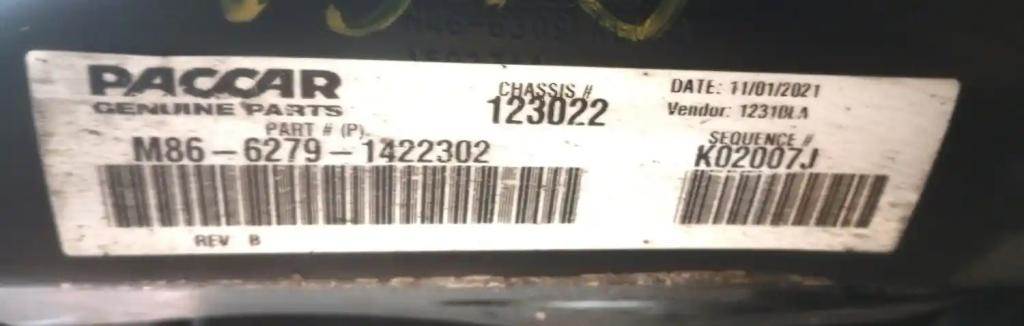 PACCAR
GENUINE PARTS
CHASSIS #
123022
DATE: 11/01/2021
Vendor: 12310LA
PART # (P)
M86-6279-1422302
SEQUENCE #
K02007J
REV B